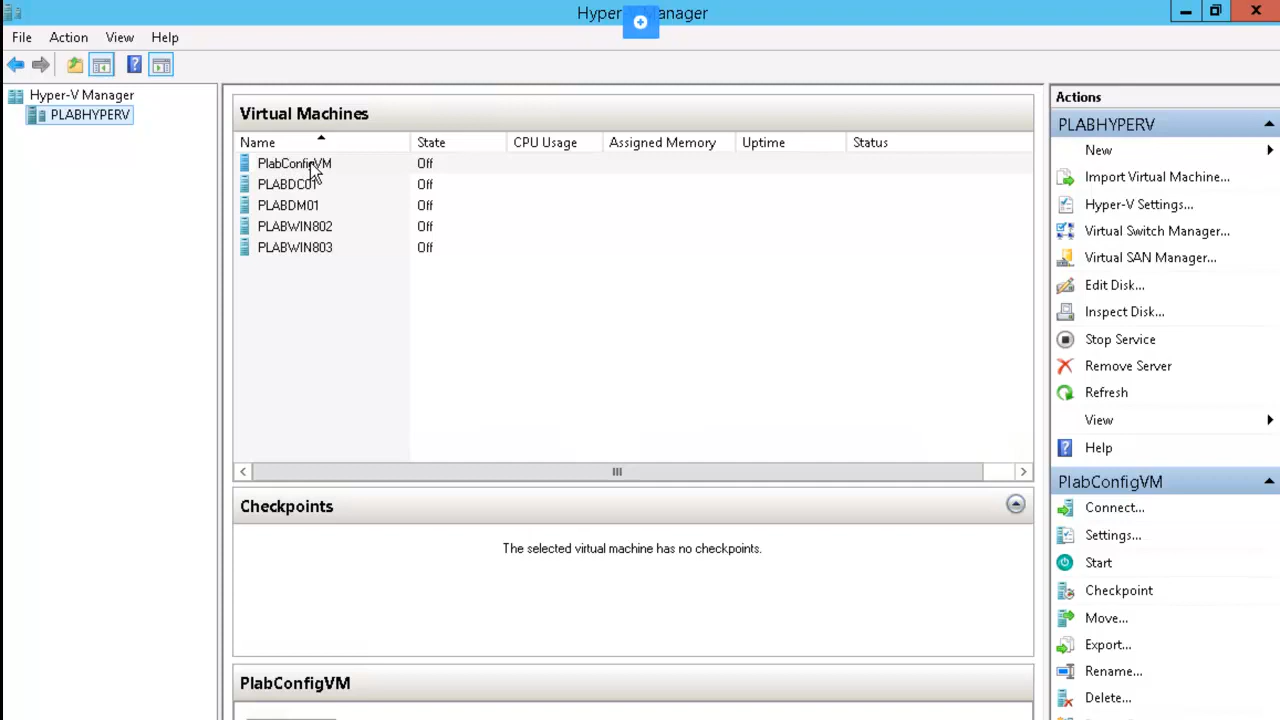 Hyper-V Manager
File Action View Help
Hyper-V Manager
PLABHYPERV
Virtual Machines
Name State CPU Usage Assigned Memory Uptime Status
PlabConfigVM Off
PLABDC01 Off
PLABDM01 Off
PLABWIN802 Off
PLABWIN803 Off
Checkpoints
The selected virtual machine has no checkpoints.
PlabConfigVM
Actions
PLABHYPERV
New
Import Virtual Machine...
Hyper-V Settings...
Virtual Switch Manager...
Virtual SAN Manager...
Edit Disk...
Inspect Disk...
Stop Service
Remove Server
Refresh
View
Help
PlabConfigVM
Connect...
Settings...
Start
Checkpoint
Move...
Export...
Rename...
Delete...